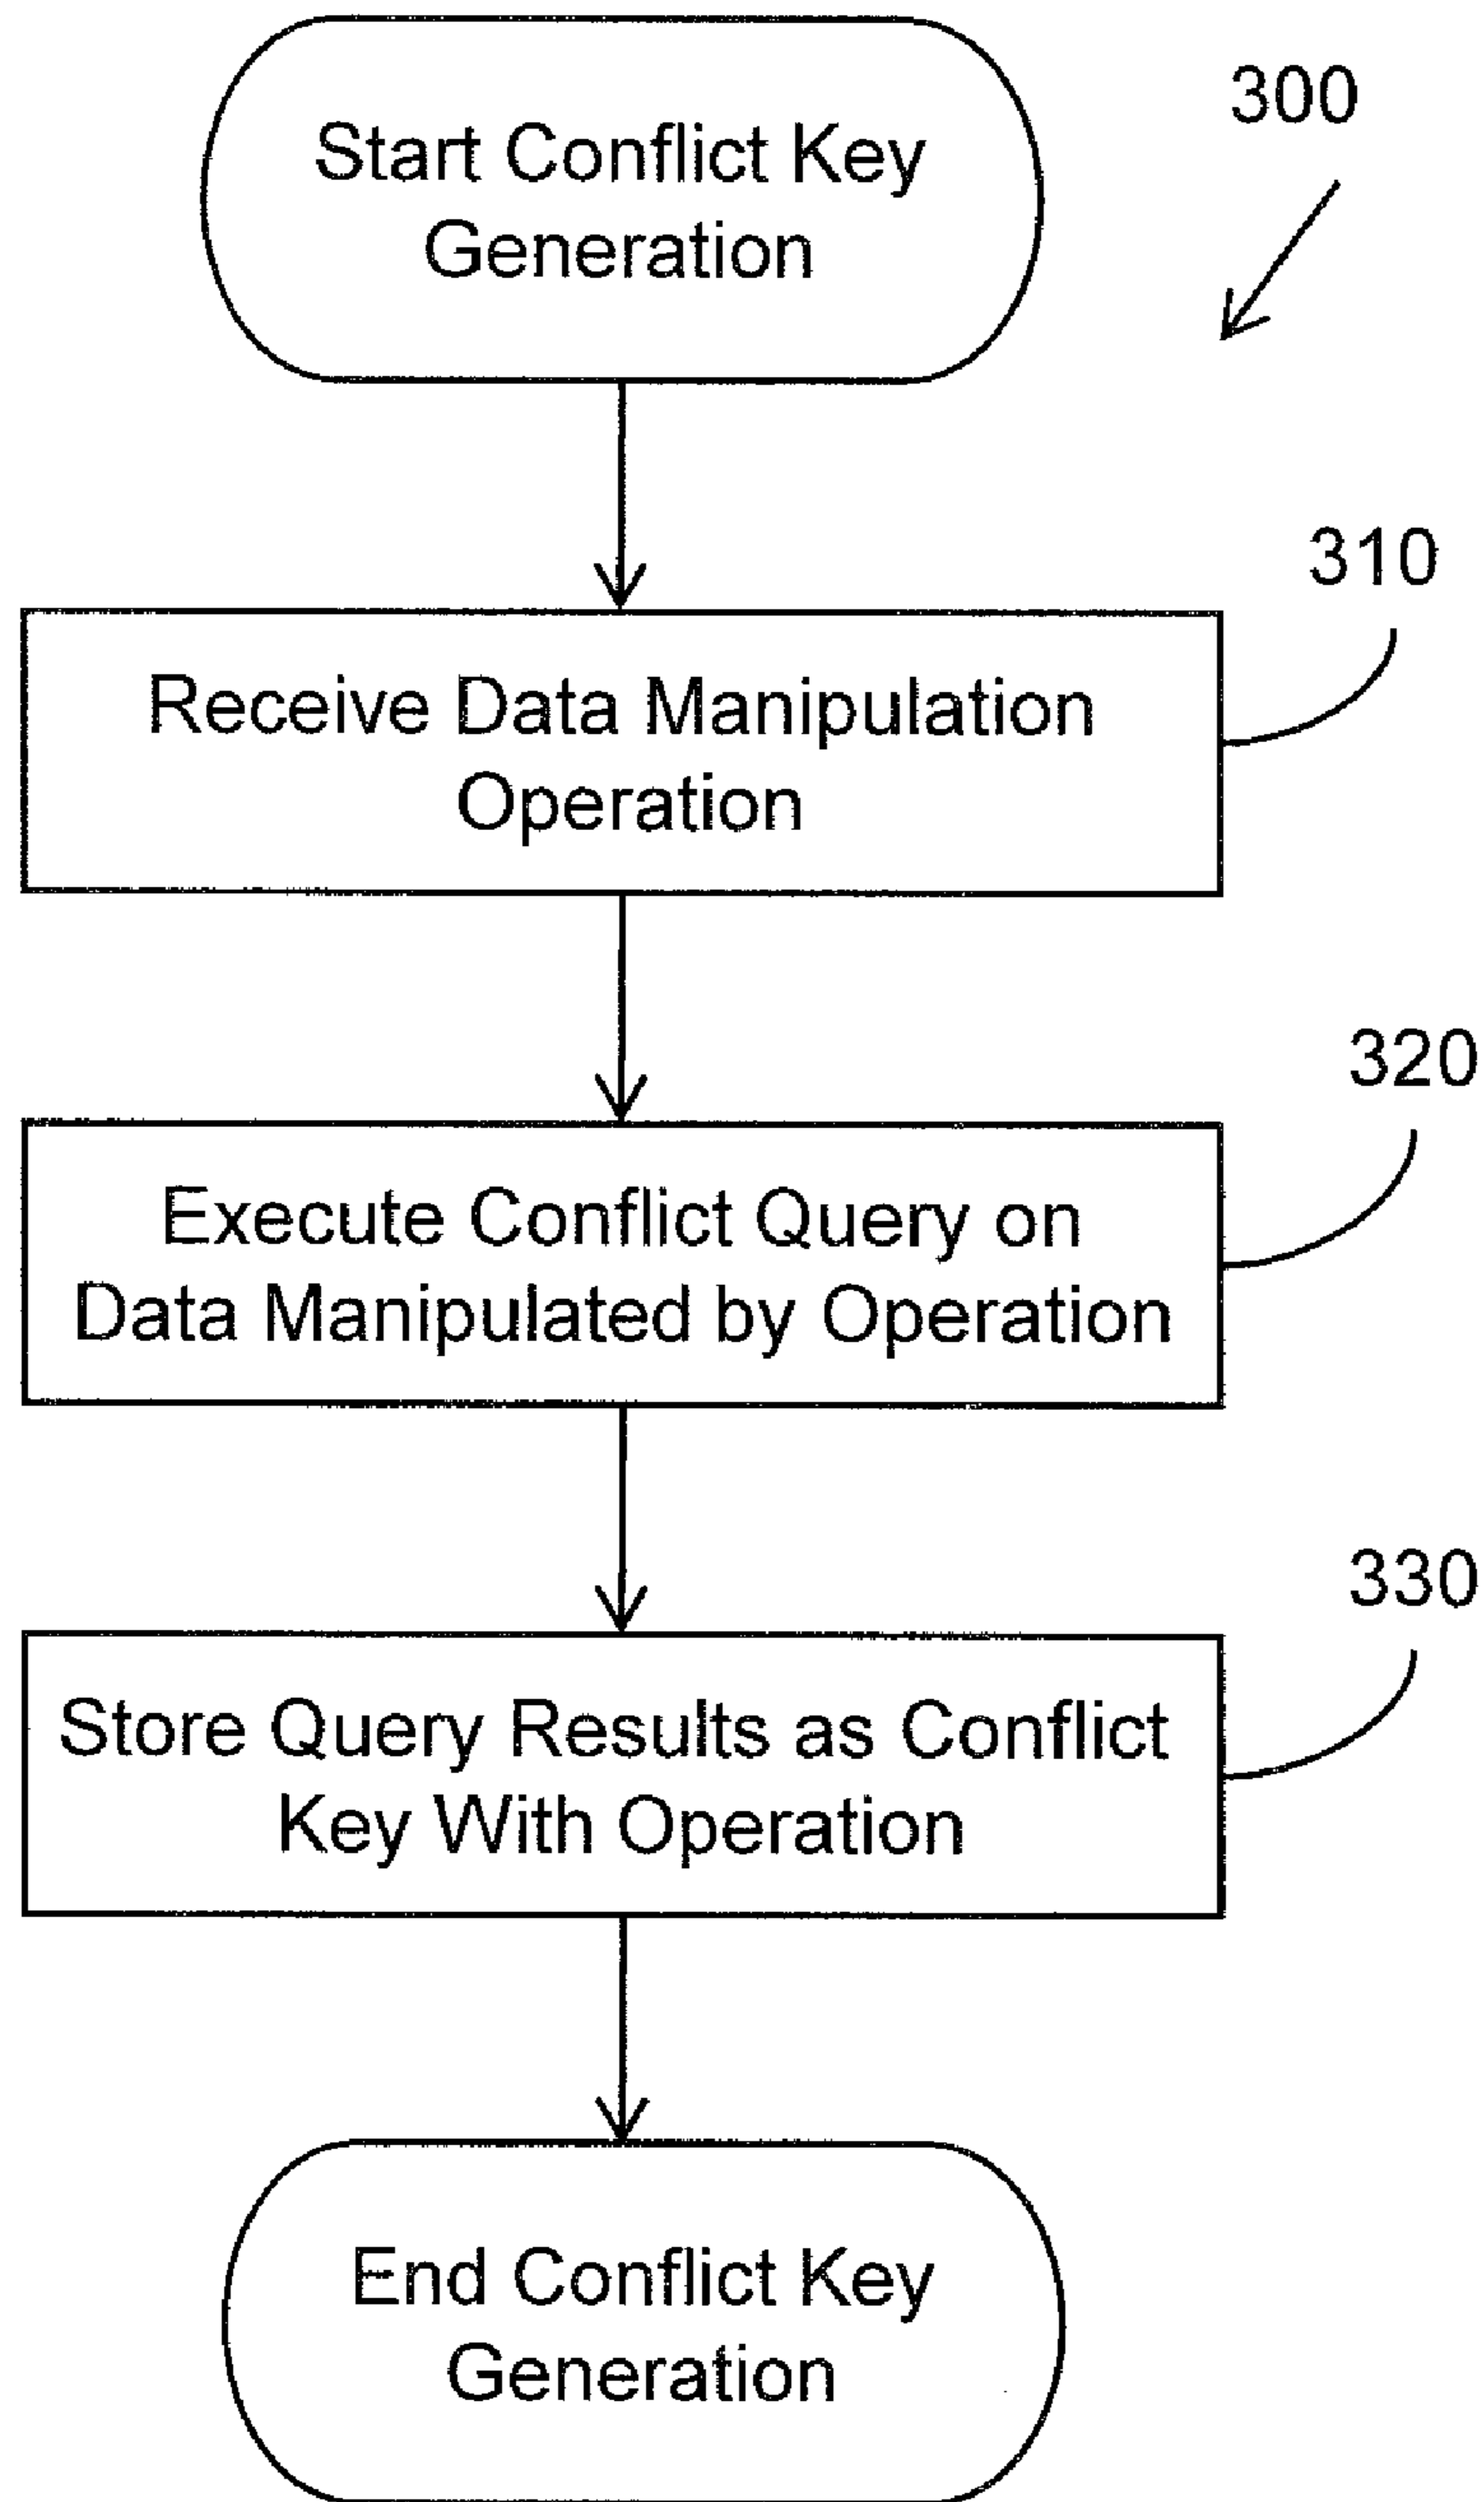 Start Conflict Key
Generation
300
310
Receive Data Manipulation
Operation
320
Execute Conflict Query on
Data Manipulated by Operation
330
Store Query Results as Conflict
Key With Operation
End Conflict Key
Generation